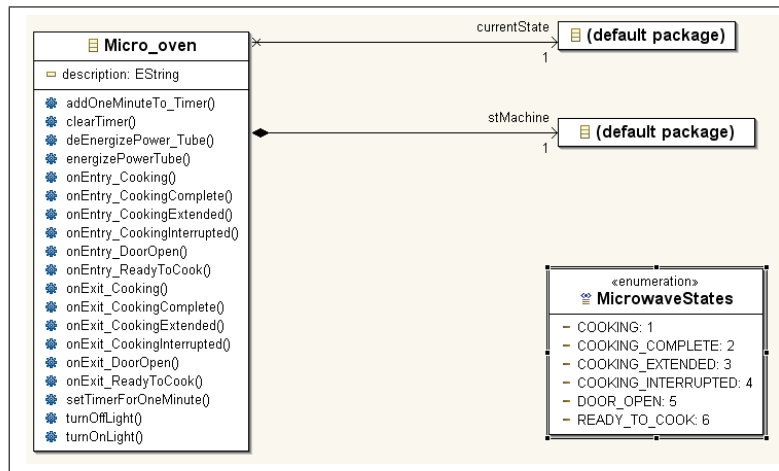 Micro_oven
description: EString
addOneMinuteTo_Timer()
clearTimer()
deEnergizePower_Tube()
energizePowerTube()
onEntry_Cooking()
onEntry_CookingComplete()
onEntry_CookingExtended()
onEntry_CookingInterrupted()
onEntry_DoorOpen()
onEntry_ReadyToCook()
onExit_Cooking()
onExit_CookingComplete()
onExit_CookingExtended()
onExit_CookingInterrupted()
onExit_DoorOpen()
onExit_ReadyToCook()
setTimerForOneMinute()
turnOffLight()
turnOnLight()
currentState
1
(default package)
stMachine
1
(default package)
«enumeration»
MicrowaveStates
COOKING: 1
COOKING_COMPLETE: 2
COOKING_EXTENDED: 3
COOKING_INTERRUPTED: 4
DOOR_OPEN: 5
READY_TO_COOK: 6